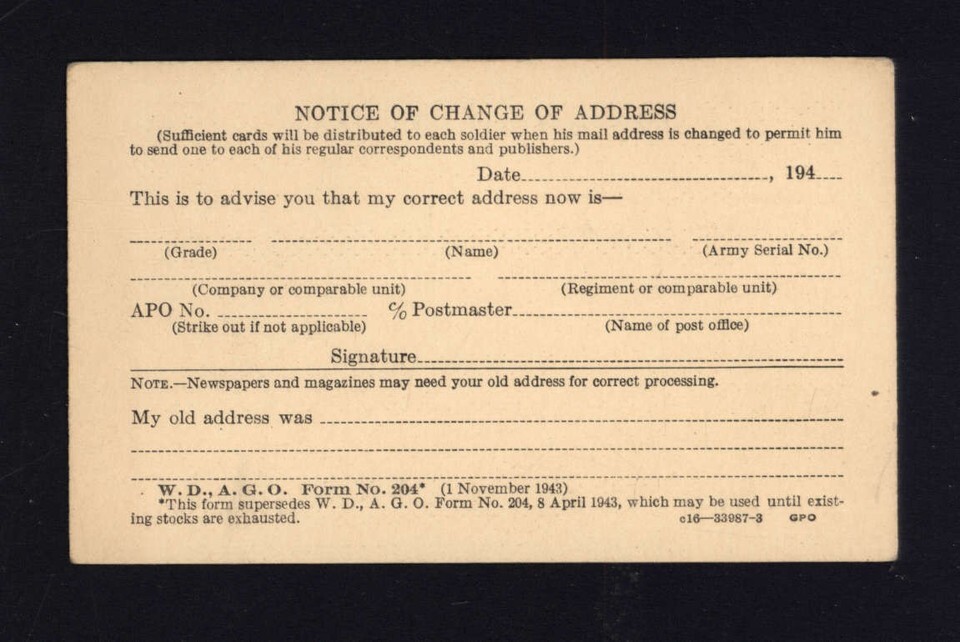 NOTICE OF CHANGE OF ADDRESS
(Sufficient cards will be distributed to each soldier when his mail address is changed to permit him
to send one to each of his regular correspondents and publishers.)
Date , 194
This is to advise you that my correct address now is—
(Grade) (Name) (Army Serial No.)
(Company or comparable unit) (Regiment or comparable unit)
APO No. c/o Postmaster
(Strike out if not applicable) (Name of post office)
Signature
NOTE.—Newspapers and magazines may need your old address for correct processing.
My old address was
W. D., A. G. O. Form No. 204* (1 November 1943)
*This form supersedes W. D., A. G. O. Form No. 204, 8 April 1943, which may be used until exist-
ing stocks are exhausted. c16—33987-3 GPO